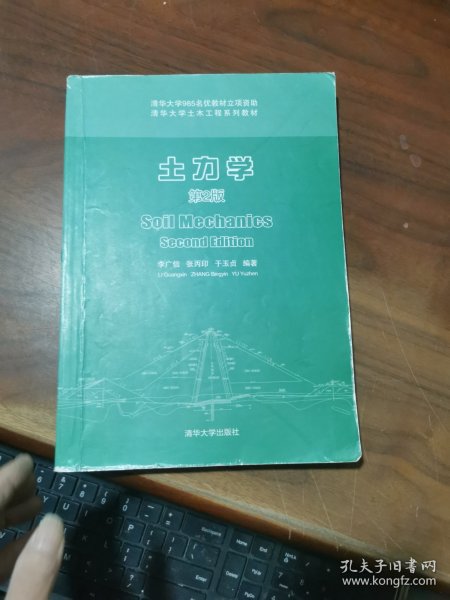 清华大学985名优教材立项资助
清华大学土木工程系列教材
土力学
第2版
Soil Mechanics
Second Edition
李广信 张丙印 于玉贞 编著
LI Guangxin ZHANG Bingyin YU Yuzhen
清华大学出版社
孔夫子旧书网
www.kongfz.com